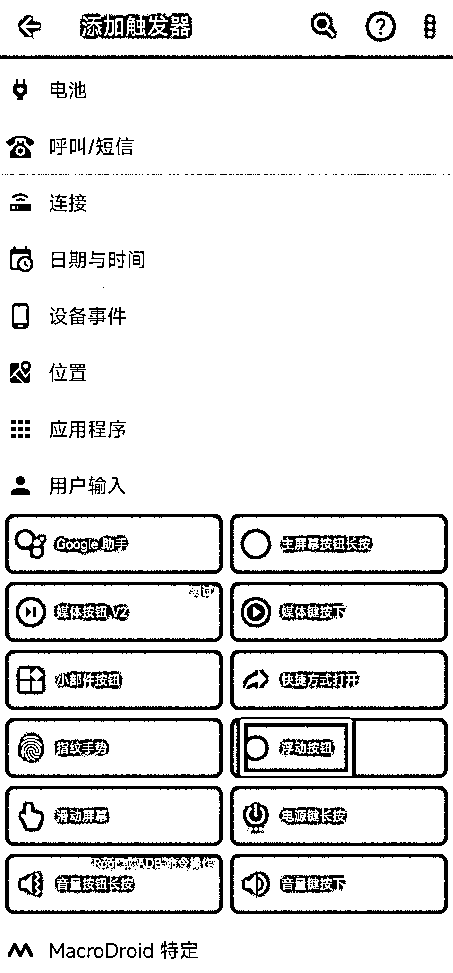 添加触发器
电池
呼叫/短信
连接
日期与时间
设备事件
位置
应用程序
用户输入
Google 助手
主屏幕按钮长按
媒体按钮 V2
媒体键按下
小部件按钮
快捷方式打开
指纹手势
浮动按钮
滑动屏幕
电源键长按
音量按钮长按
音量键按下
MacroDroid 特定